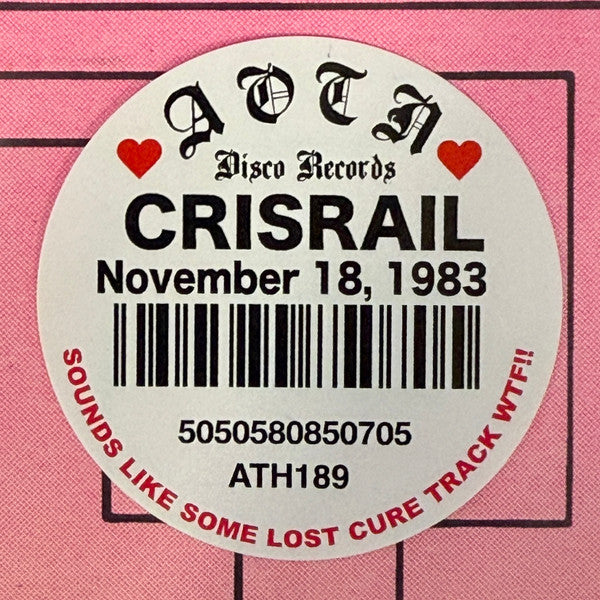 AOTN
Disco Records
CRISRAIL
November 18, 1983
5050580850705
ATH189
SOUNDS LIKE SOME LOST CURE TRACK WTF!!